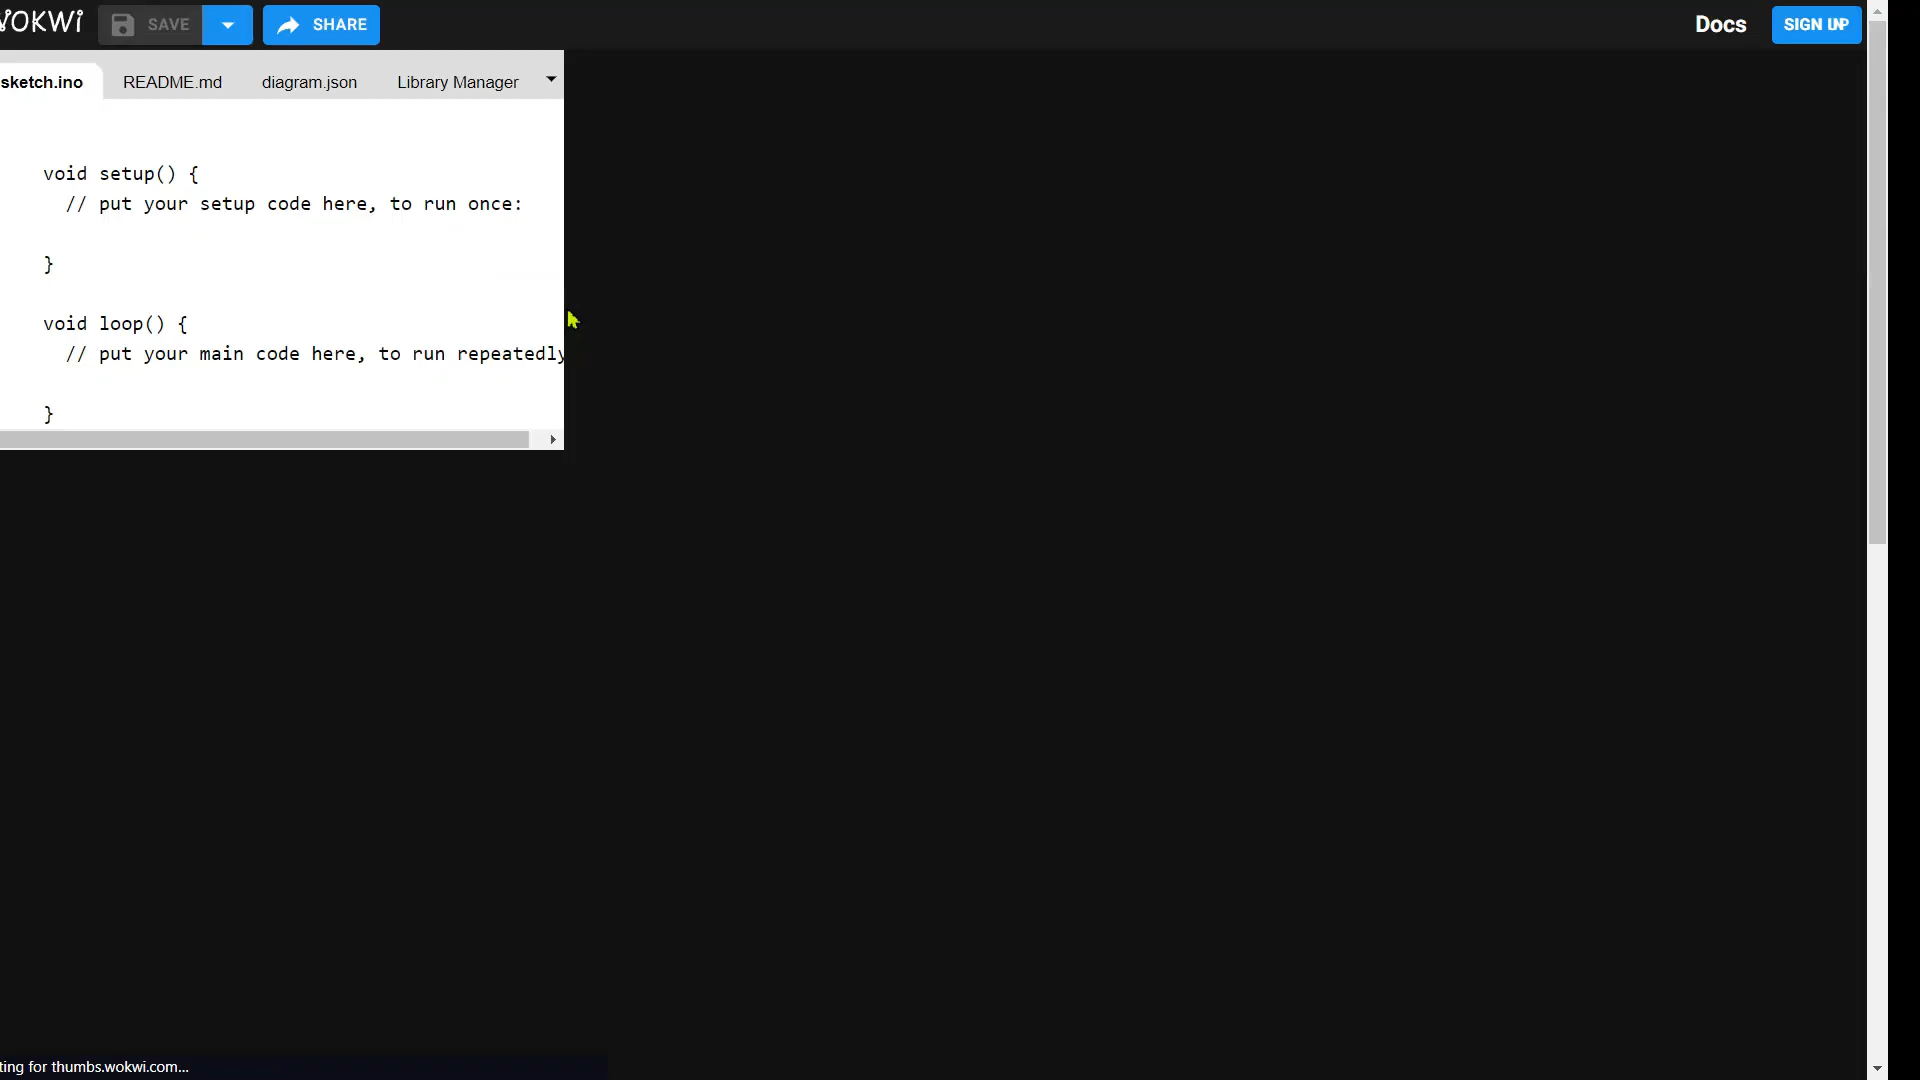 WOKWi SAVE SHARE Docs SIGN UP
sketch.ino README.md diagram.json Library Manager
void setup() {
// put your setup code here, to run once:
}
void loop() {
// put your main code here, to run repeatedly
}
ting for thumbs.wokwi.com...